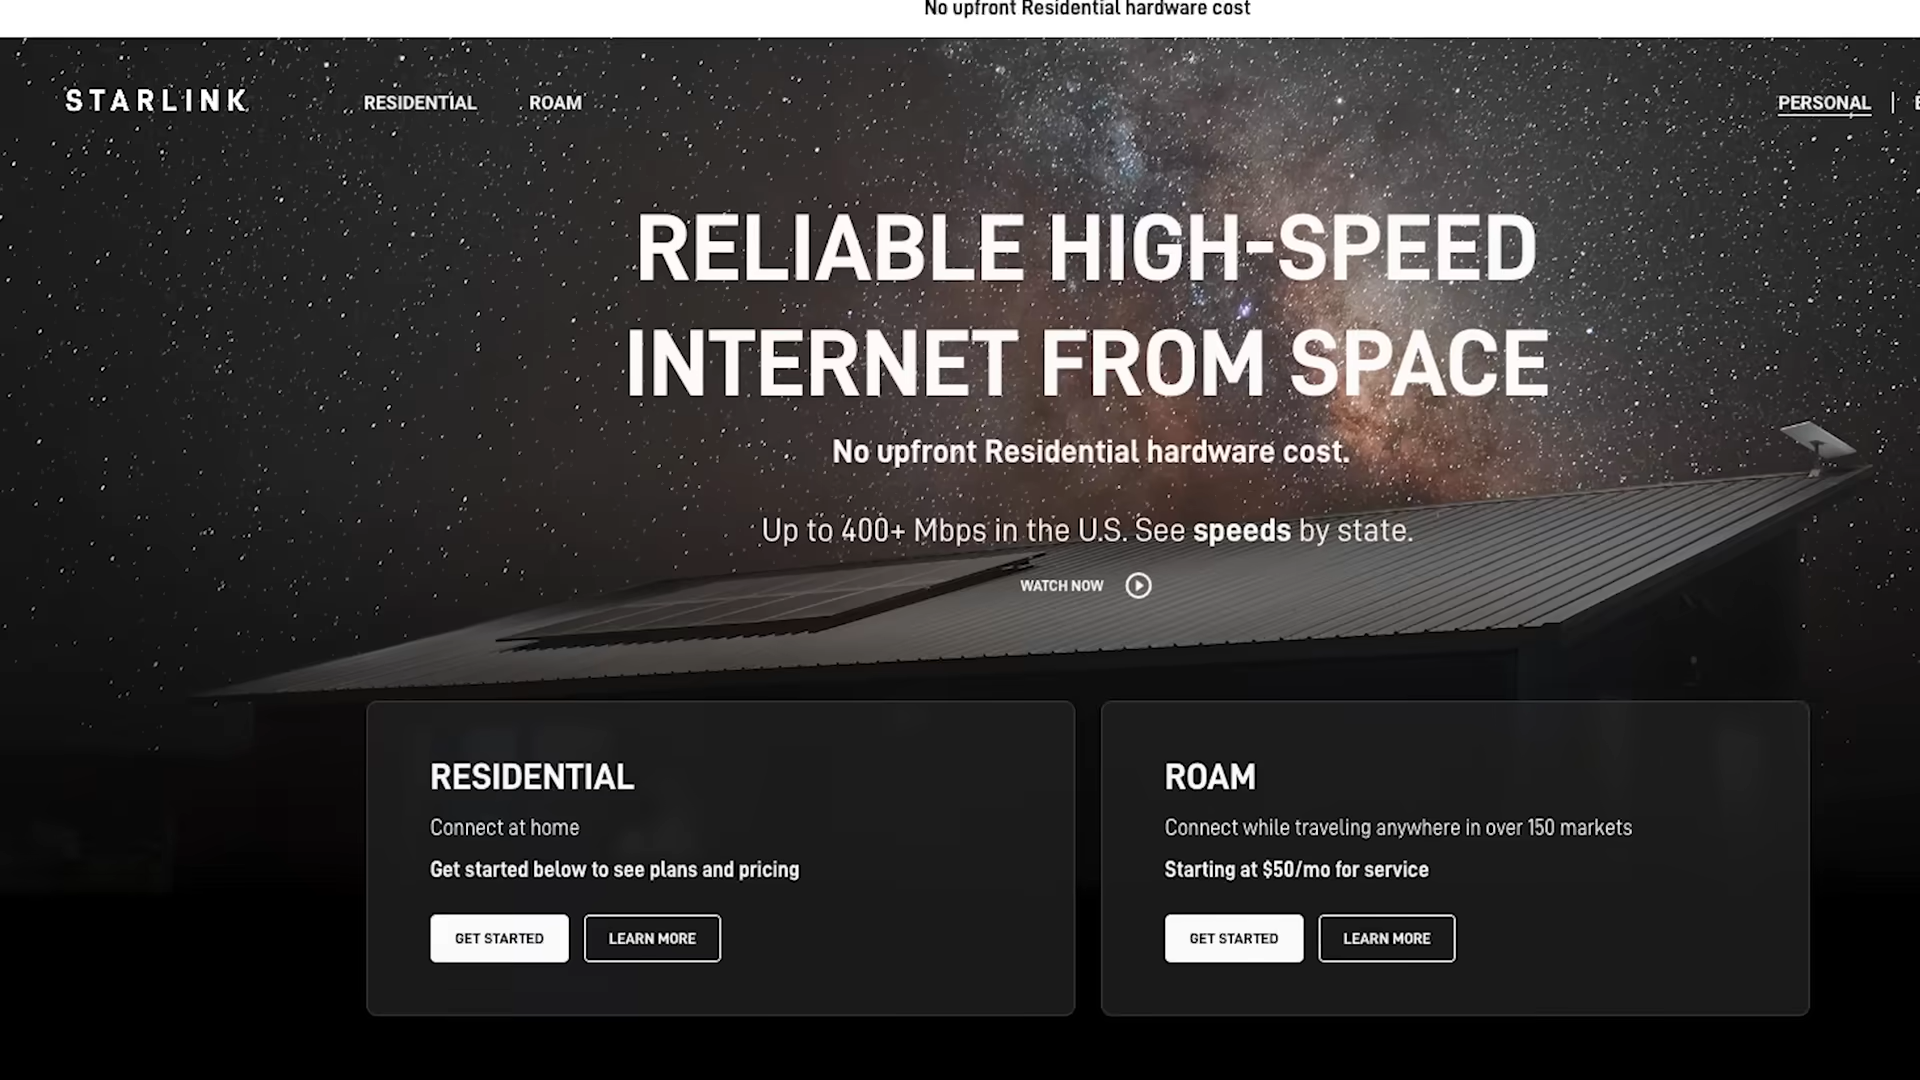 No upfront Residential hardware cost
STARLINK
RESIDENTIAL
ROAM
PERSONAL
RELIABLE HIGH-SPEED
INTERNET FROM SPACE
No upfront Residential hardware cost.
Up to 400+ Mbps in the U.S. See speeds by state.
WATCH NOW
RESIDENTIAL
Connect at home
Get started below to see plans and pricing
GET STARTED
LEARN MORE
ROAM
Connect while traveling anywhere in over 150 markets
Starting at $50/mo for service
GET STARTED
LEARN MORE